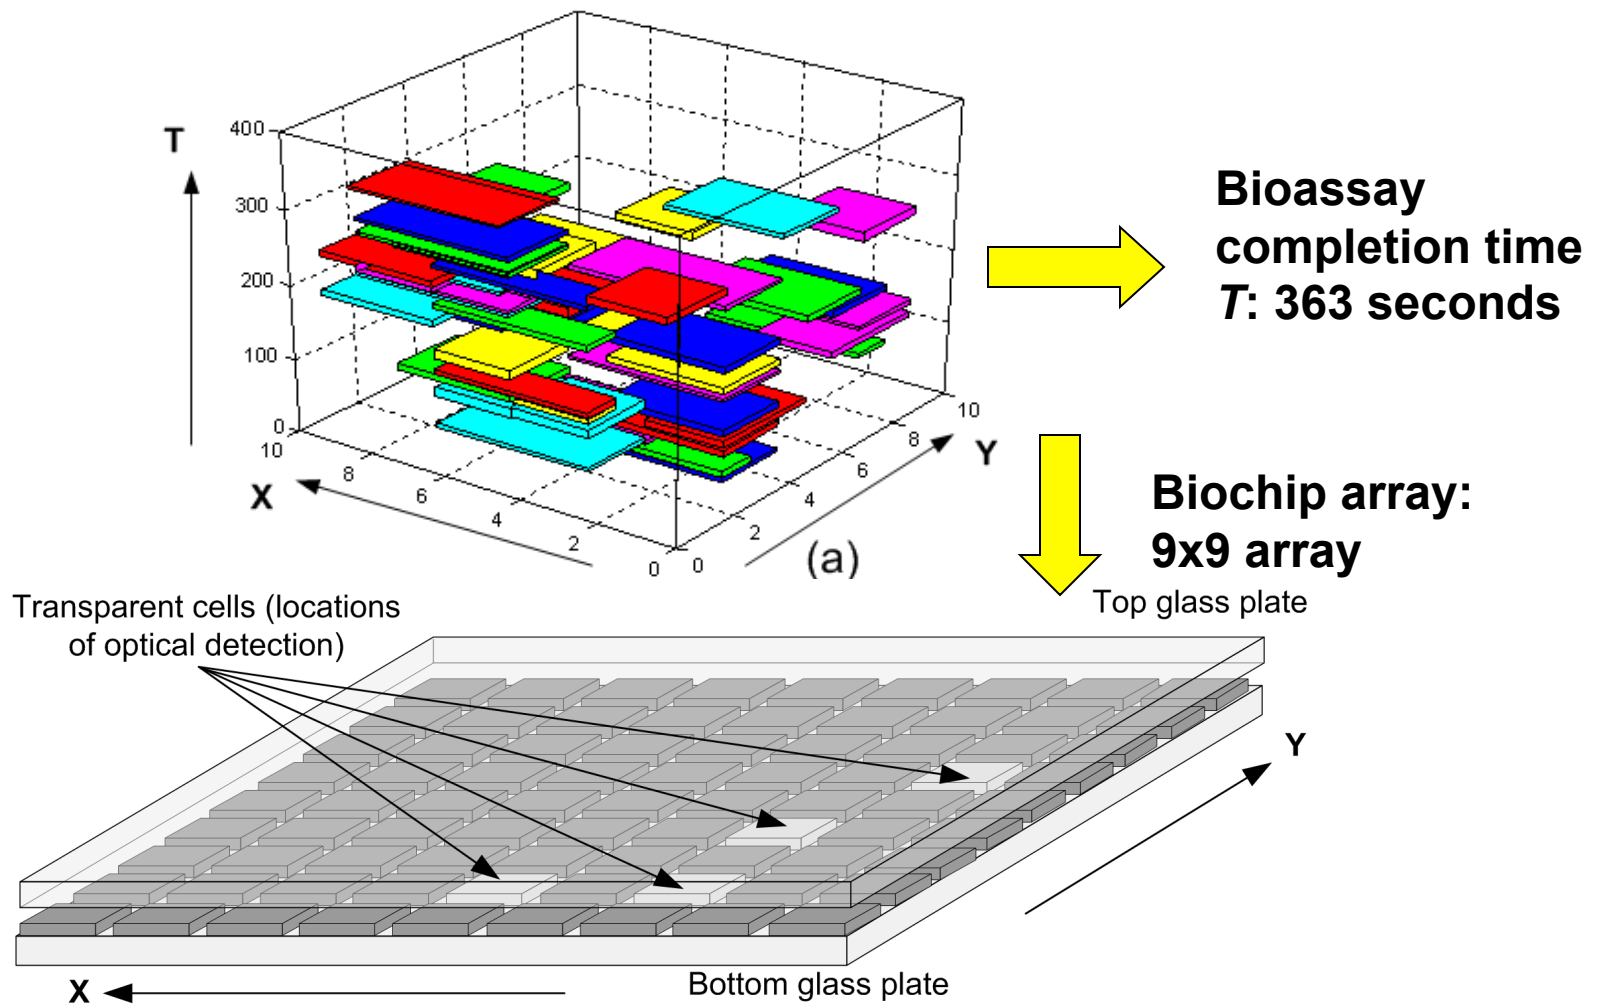 T
400
300
200
100
0
10
8
6
4
2
0
0
2
4
6
8
10
X
Y
(a)
Bioassay
completion time
T: 363 seconds
Biochip array:
9x9 array
Top glass plate
Transparent cells (locations
of optical detection)
Y
X
Bottom glass plate